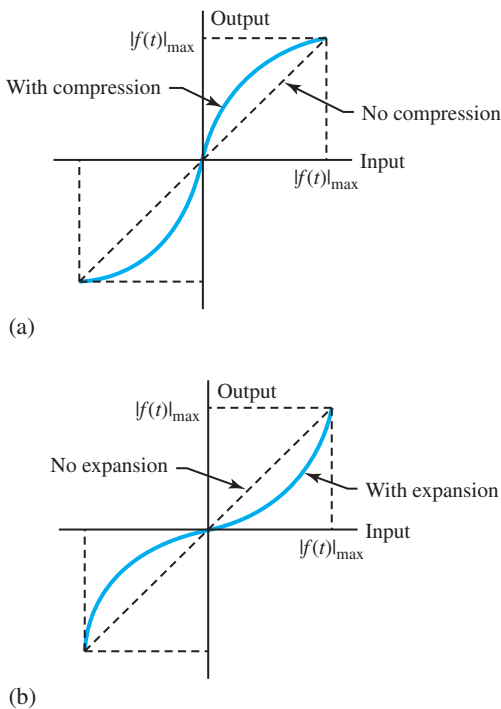 Output
|f(t)|max
With compression
No compression
Input
|f(t)|max
(a)
Output
|f(t)|max
No expansion
With expansion
Input
|f(t)|max
(b)